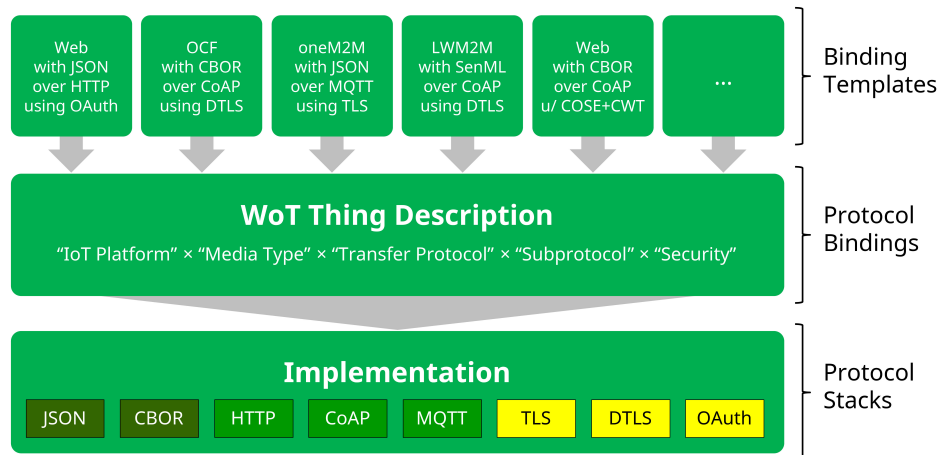 Web
with JSON
over HTTP
using OAuth
OCF
with CBOR
over CoAP
using DTLS
oneM2M
with JSON
over MQTT
using TLS
LWM2M
with SenML
over CoAP
using DTLS
Web
with CBOR
over CoAP
u/ COSE+CWT
...
Binding
Templates
WoT Thing Description
“IoT Platform” × “Media Type” × “Transfer Protocol” × “Subprotocol” × “Security”
Protocol
Bindings
Implementation
JSON
CBOR
HTTP
CoAP
MQTT
TLS
DTLS
OAuth
Protocol
Stacks